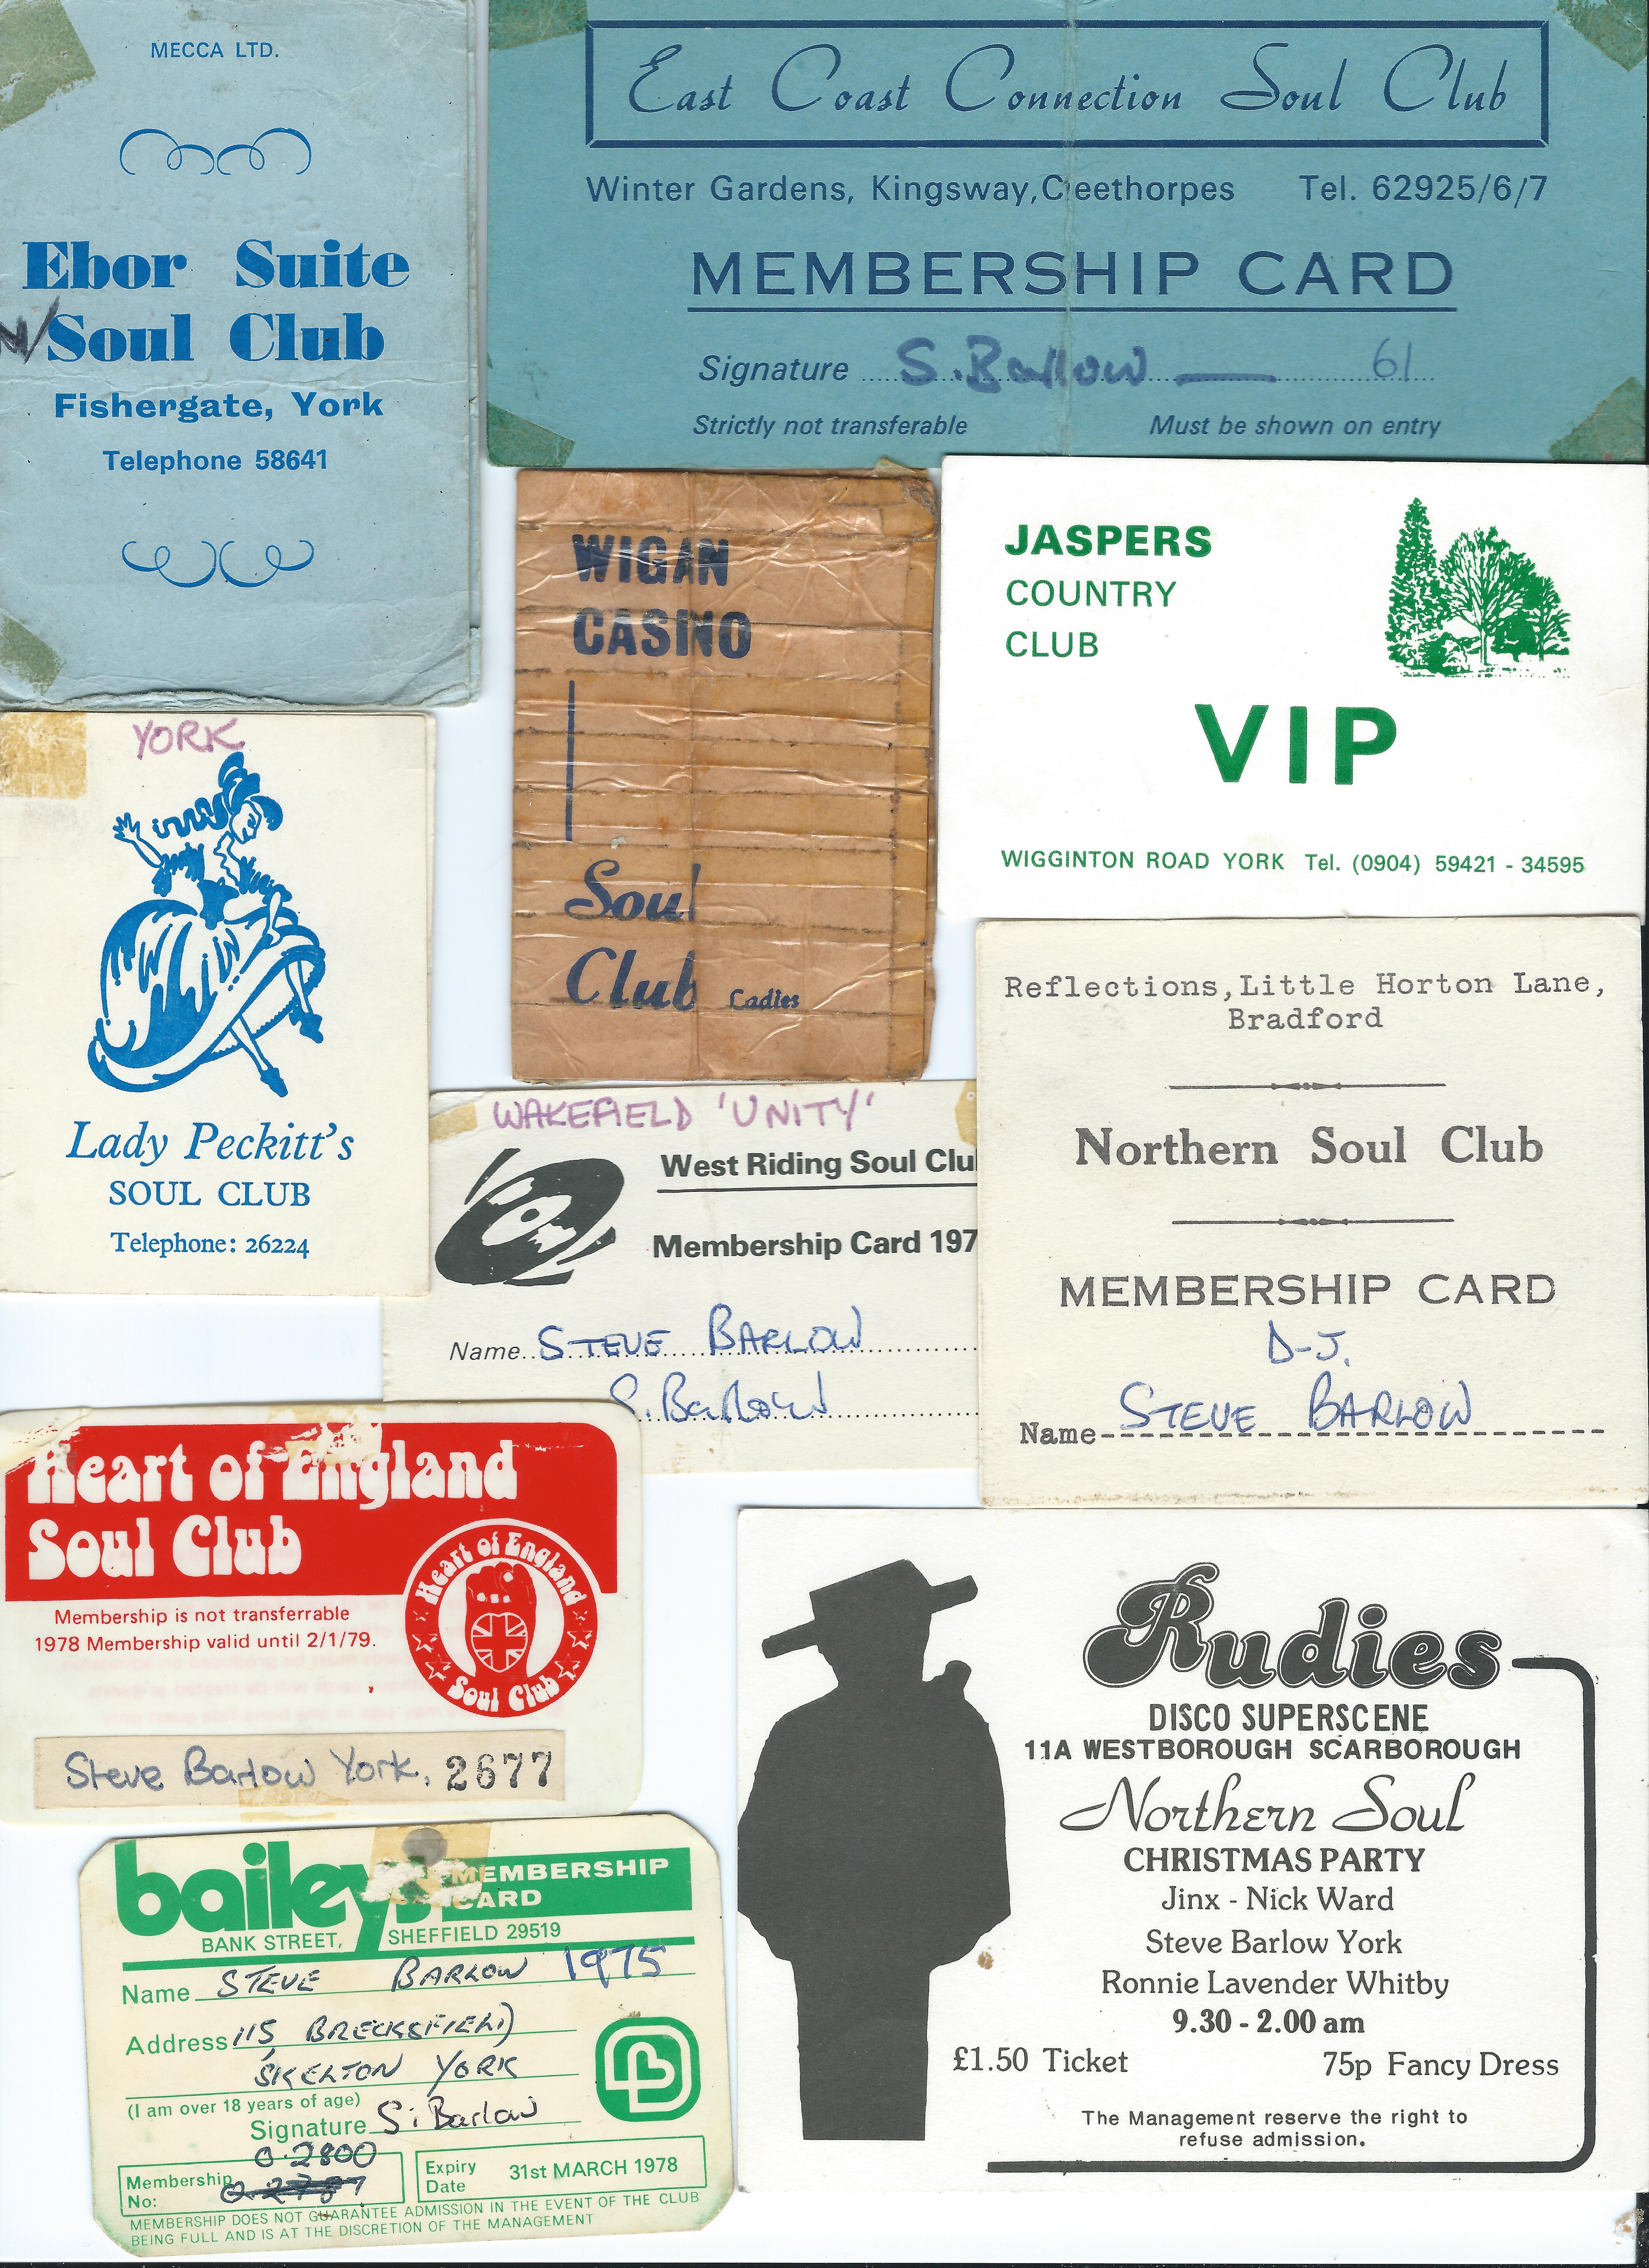 MECCA LTD.
Ebor Suite
Soul Club
Fishergate, York
Telephone 58641
East Coast Connection Soul Club
Winter Gardens, Kingsway, Cleethorpes Tel. 62925/6/7
MEMBERSHIP CARD
Signature S. Barlow — 61
Strictly not transferable Must be shown on entry
WIGAN
CASINO
Soul
Club Ladies
JASPERS
COUNTRY
CLUB
VIP
WIGGINTON ROAD YORK Tel. (0904) 59421 - 34595
YORK
Lady Peckitt's
SOUL CLUB
Telephone: 26224
WAKEFIELD 'UNITY'
West Riding Soul Clu
Membership Card 197
Name STEVE BARLOW
S. Barlow
Reflections, Little Horton Lane,
Bradford
Northern Soul Club
MEMBERSHIP CARD
D-J.
Name STEVE BARLOW
Heart of England
Soul Club
Membership is not transferrable
1978 Membership valid until 2/1/79.
Heart of England
Soul Club
Steve Barlow York. 2677
baileys MEMBERSHIP
CARD
BANK STREET, SHEFFIELD 29519
Name STEVE BARLOW 1975
Address 115, BRECKSFIELD
SKELTON YORK
(I am over 18 years of age)
Signature S. Barlow
0.2800
Membership
No: 0.2787
Expiry
Date 31st MARCH 1978
MEMBERSHIP DOES NOT GUARANTEE ADMISSION IN THE EVENT OF THE CLUB
BEING FULL AND IS AT THE DISCRETION OF THE MANAGEMENT
Rudies
DISCO SUPERSCENE
11A WESTBOROUGH SCARBOROUGH
Northern Soul
CHRISTMAS PARTY
Jinx - Nick Ward
Steve Barlow York
Ronnie Lavender Whitby
9.30 - 2.00 am
£1.50 Ticket 75p Fancy Dress
The Management reserve the right to
refuse admission.